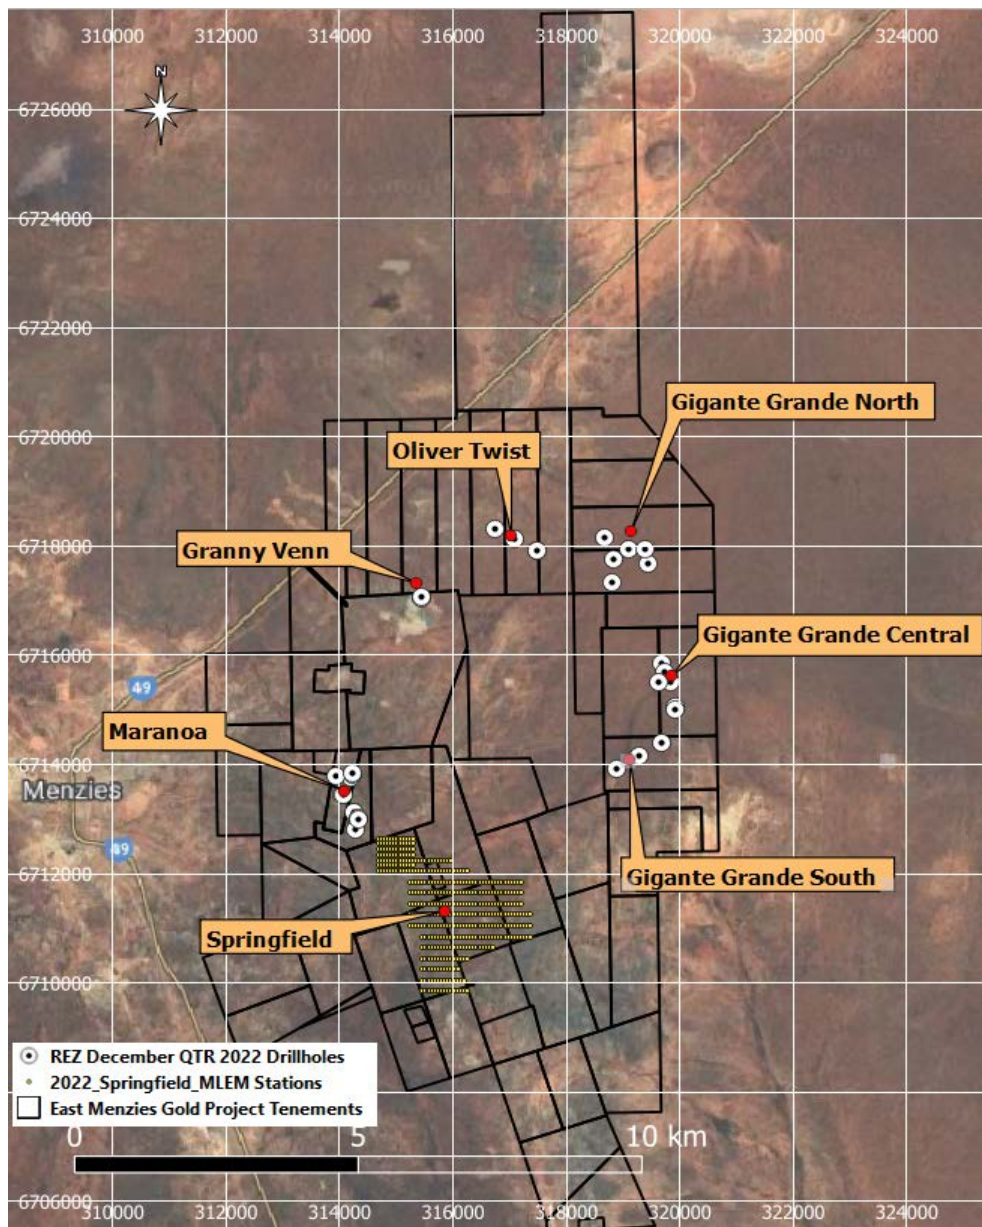 310000 312000 314000 316000 318000 320000 322000 324000
N
6726000
6724000
6722000
Gigante Grande North
6720000
Oliver Twist
6718000
Granny Venn
Gigante Grande Central
6716000
49
Maranoa
6714000
Menzies
49
6712000
Gigante Grande South
Springfield
6710000
REZ December QTR 2022 Drillholes
2022_Springfield_MLEM Stations
East Menzies Gold Project Tenements
0 5 10 km
6706000
310000 312000 314000 316000 318000 320000 322000 324000